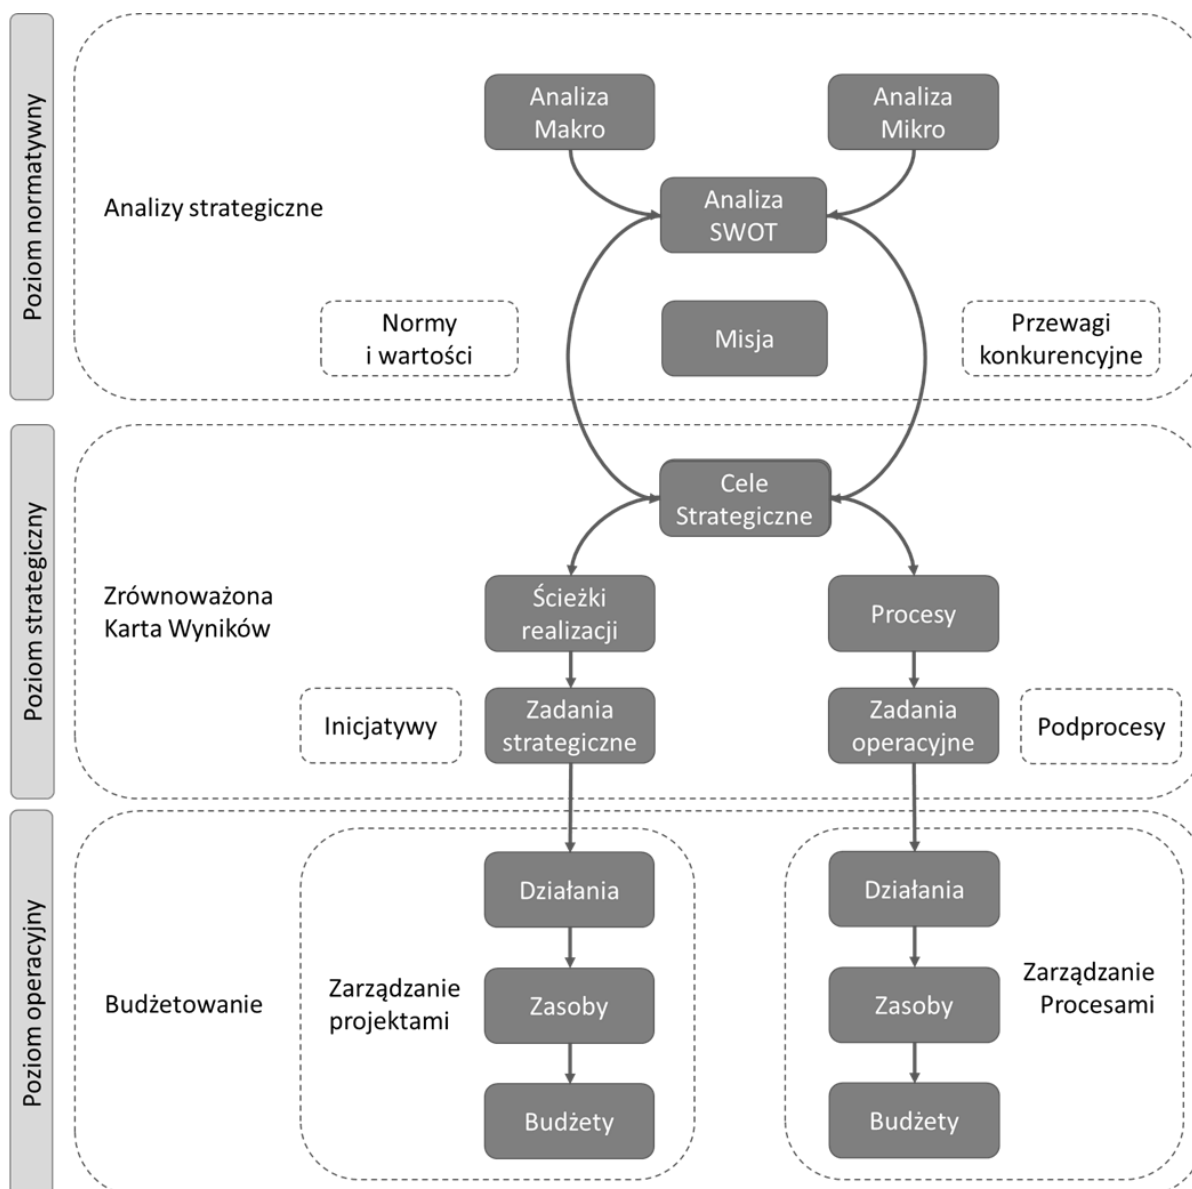 Poziom normatywny
Analizy strategiczne
Analiza
Makro
Analiza
Mikro
Analiza
SWOT
Normy
i wartości
Misja
Przewagi
konkurencyjne
Poziom strategiczny
Zrównoważona
Karta Wyników
Cele
Strategiczne
Ścieżki
realizacji
Procesy
Inicjatywy
Zadania
strategiczne
Zadania
operacyjne
Podprocesy
Poziom operacyjny
Budżetowanie
Zarządzanie
projektami
Działania
Zasoby
Budżety
Działania
Zasoby
Budżety
Zarządzanie
Procesami